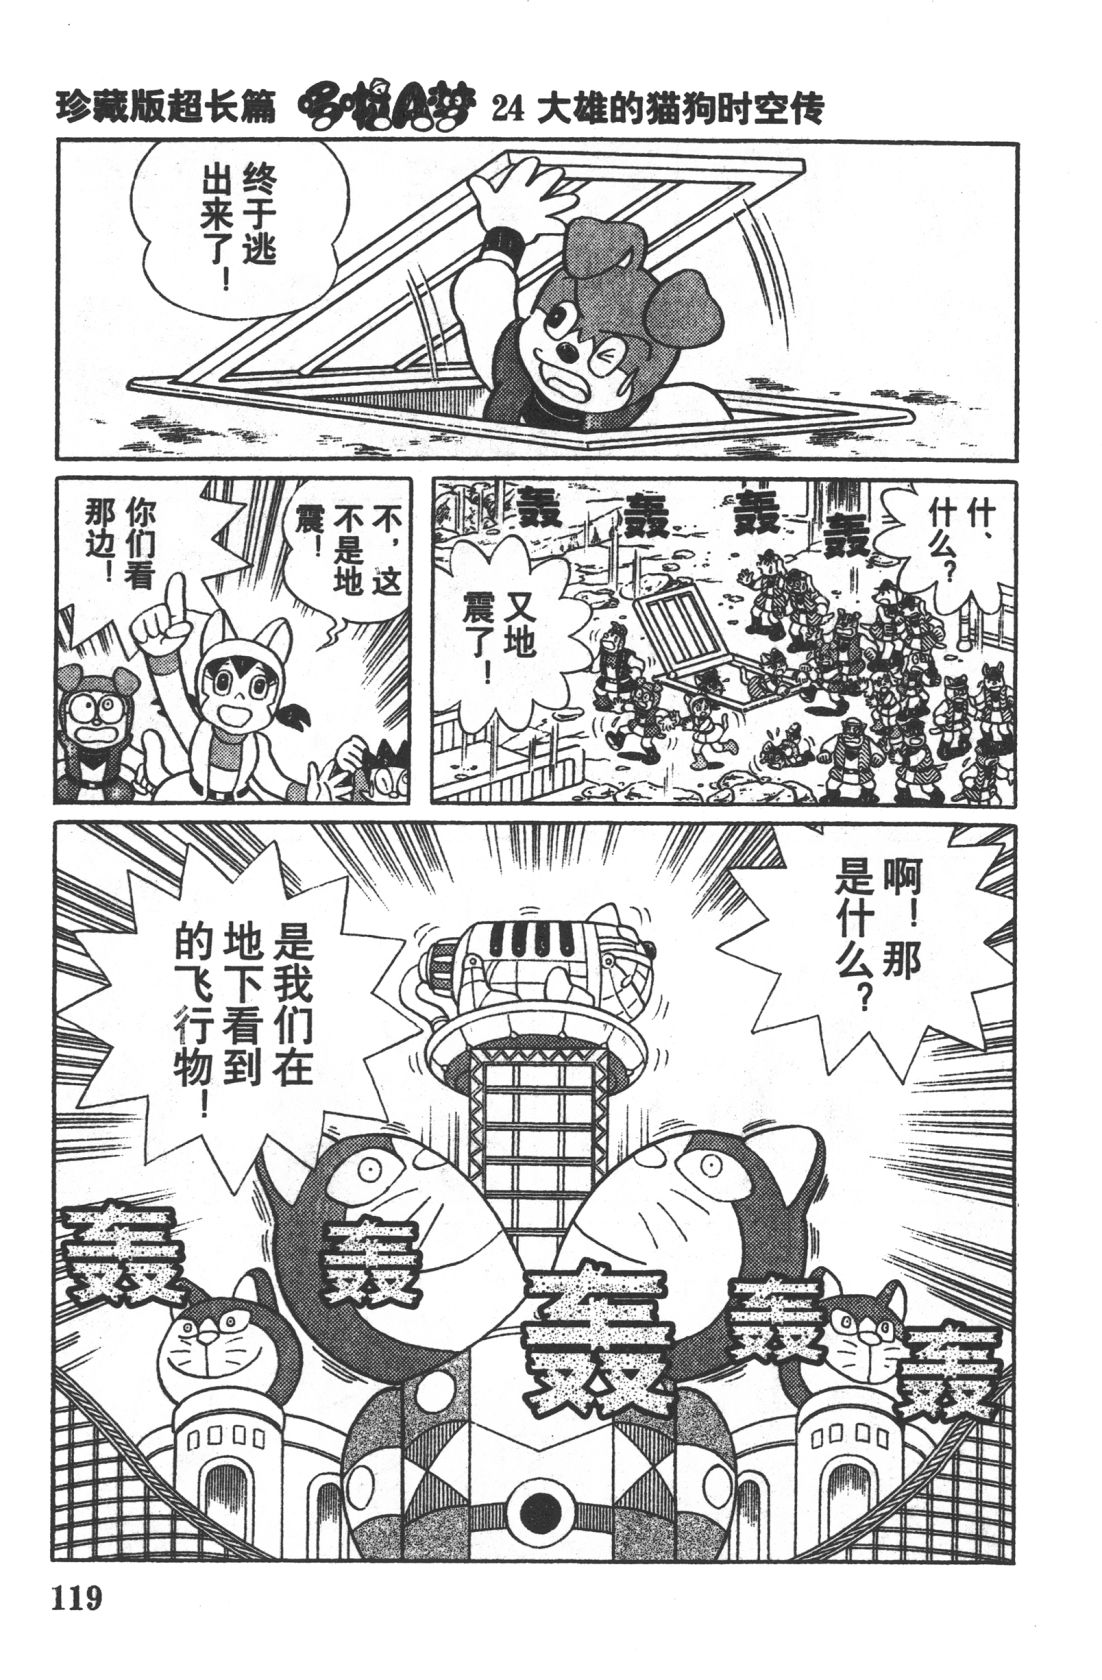 珍藏版超长篇 哆啦A梦 24 大雄的猫狗时空传
终于逃
出来了！
什、
什么？
轰
轰
轰
轰
又地
震了！
不，这
不是地
震！
你们看
那边！
啊！那
是什么？
是我们在
地下看到
的飞行物！
轰
轰
轰
轰
轰
119